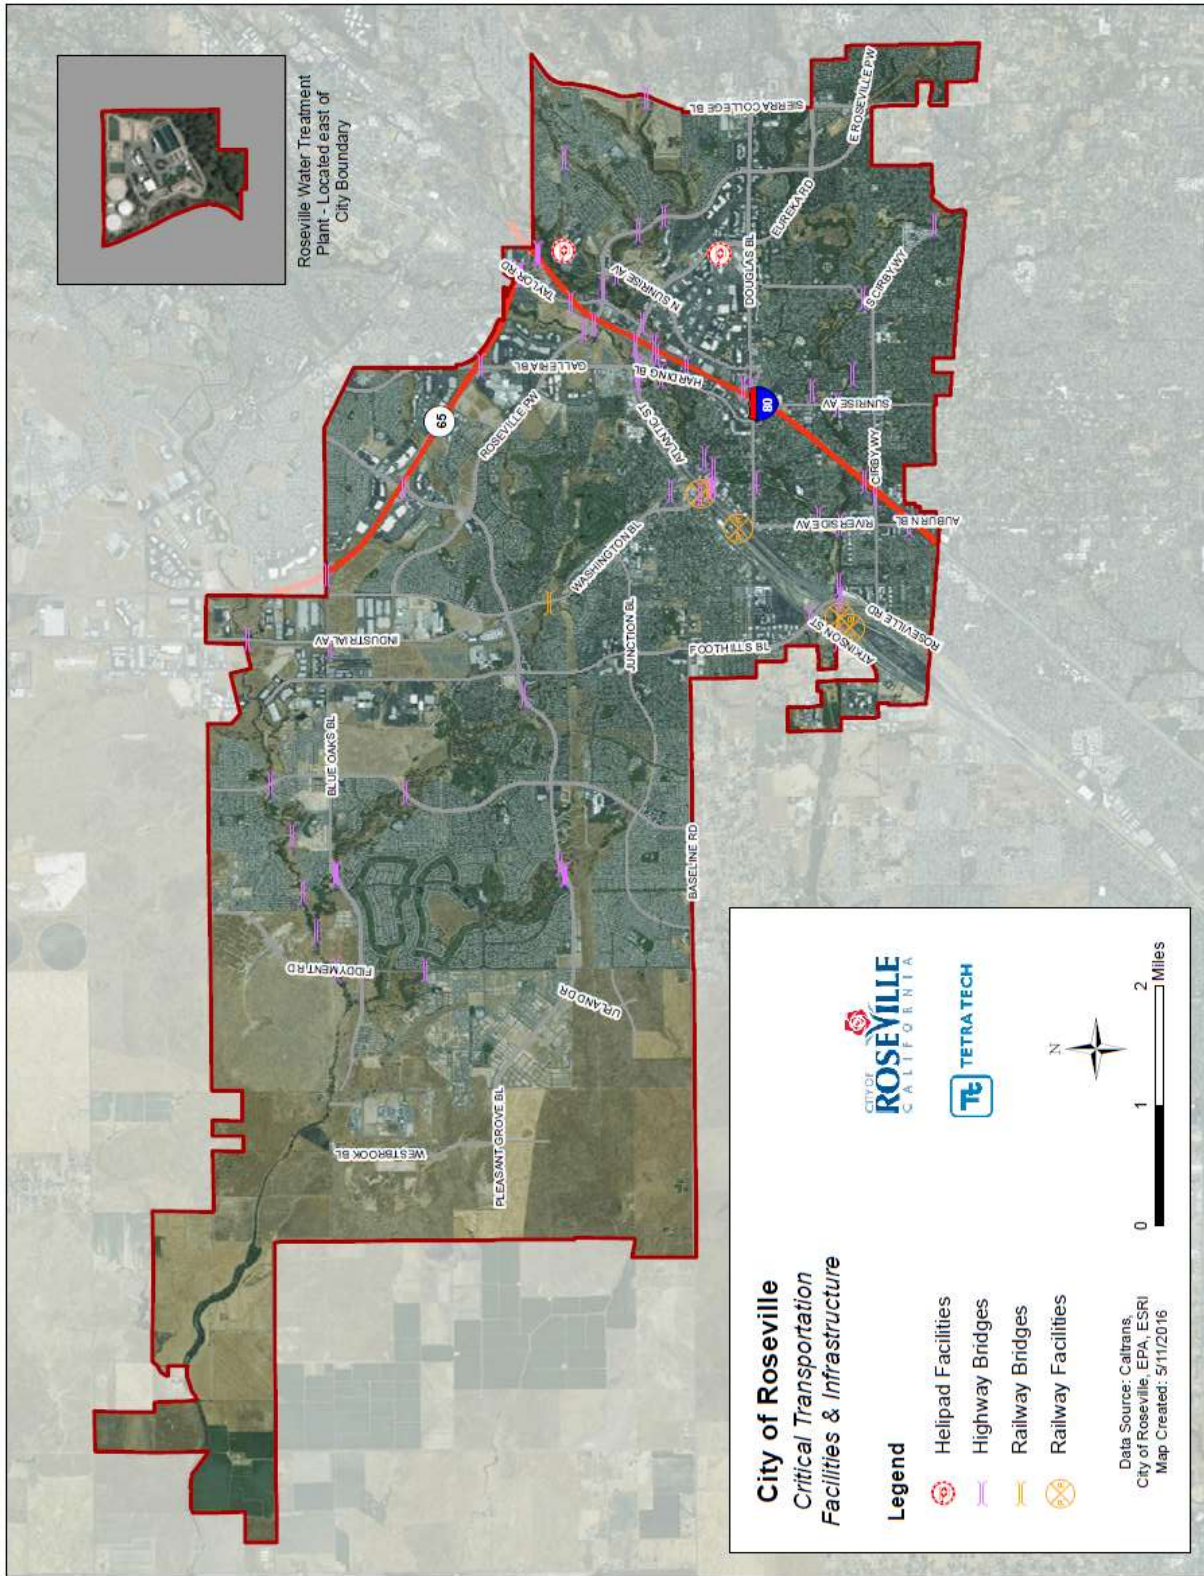 Roseville Water Treatment
Plant - Located east of
City Boundary
65
80
TAYLOR RD
N SUNRISE AV
SIERRA COLLEGE BL
E ROSEVILLE PW
EUREKA RD
DOUGLAS BL
S CIRBY WY
GALLERIA BL
HARDING BL
ROSEVILLE PW
ATLANTIC ST
SUNRISE AV
CIRBY WY
WASHINGTON BL
RIVERSIDE AV
AUBURN BL
INDUSTRIAL AV
JUNCTION BL
FOOTHILLS BL
ATKINSON ST
ROSEVILLE RD
BLUE OAKS BL
BASELINE RD
FIDDYMENT RD
UPLAND DR
PLEASANT GROVE BL
WESTBROOK BL
City of Roseville
Critical Transportation
Facilities & Infrastructure
Legend
Helipad Facilities
Highway Bridges
Railway Bridges
Railway Facilities
Data Source: Caltrans,
City of Roseville, EPA, ESRI
Map Created: 5/11/2016
CITY OF
ROSEVILLE
CALIFORNIA
Tt TETRA TECH
N
0 1 2
Miles